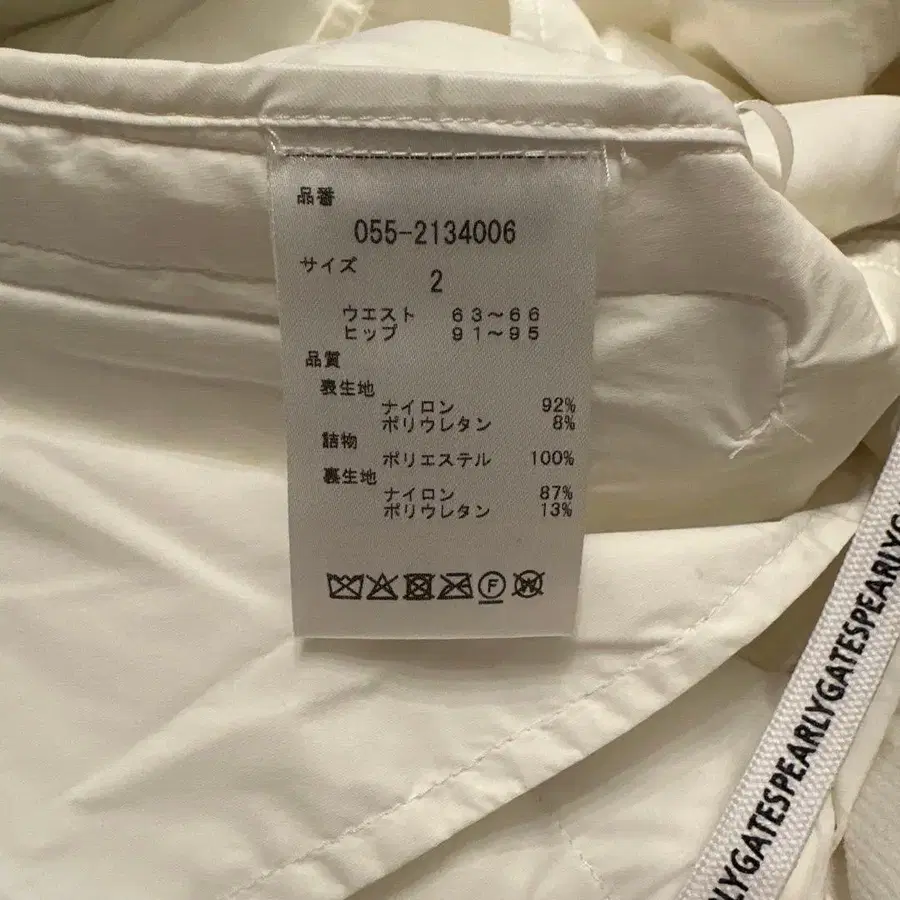 品番
055-2134006
サイズ
2
ウエスト 63～66
ヒップ 91～95
品質
表生地
ナイロン 92%
ポリウレタン 8%
詰物
ポリエステル 100%
裏生地
ナイロン 87%
ポリウレタン 13%
F
W
LYGATESPEARLYGATESPEARLYGA